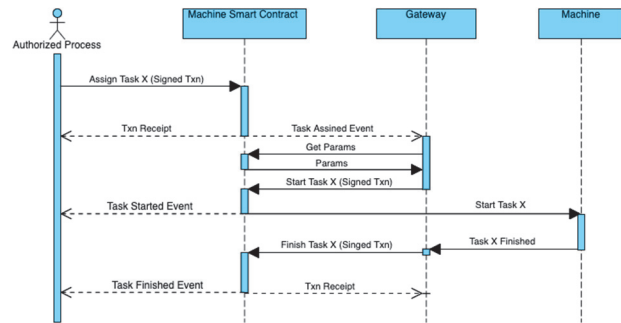 Machine Smart Contract
Gateway
Machine
Authorized Process
Assign Task X (Signed Txn)
Txn Receipt
Task Assined Event
Get Params
Params
Start Task X (Signed Txn)
Task Started Event
Start Task X
Finish Task X (Singed Txn)
Task X Finished
Task Finished Event
Txn Receipt